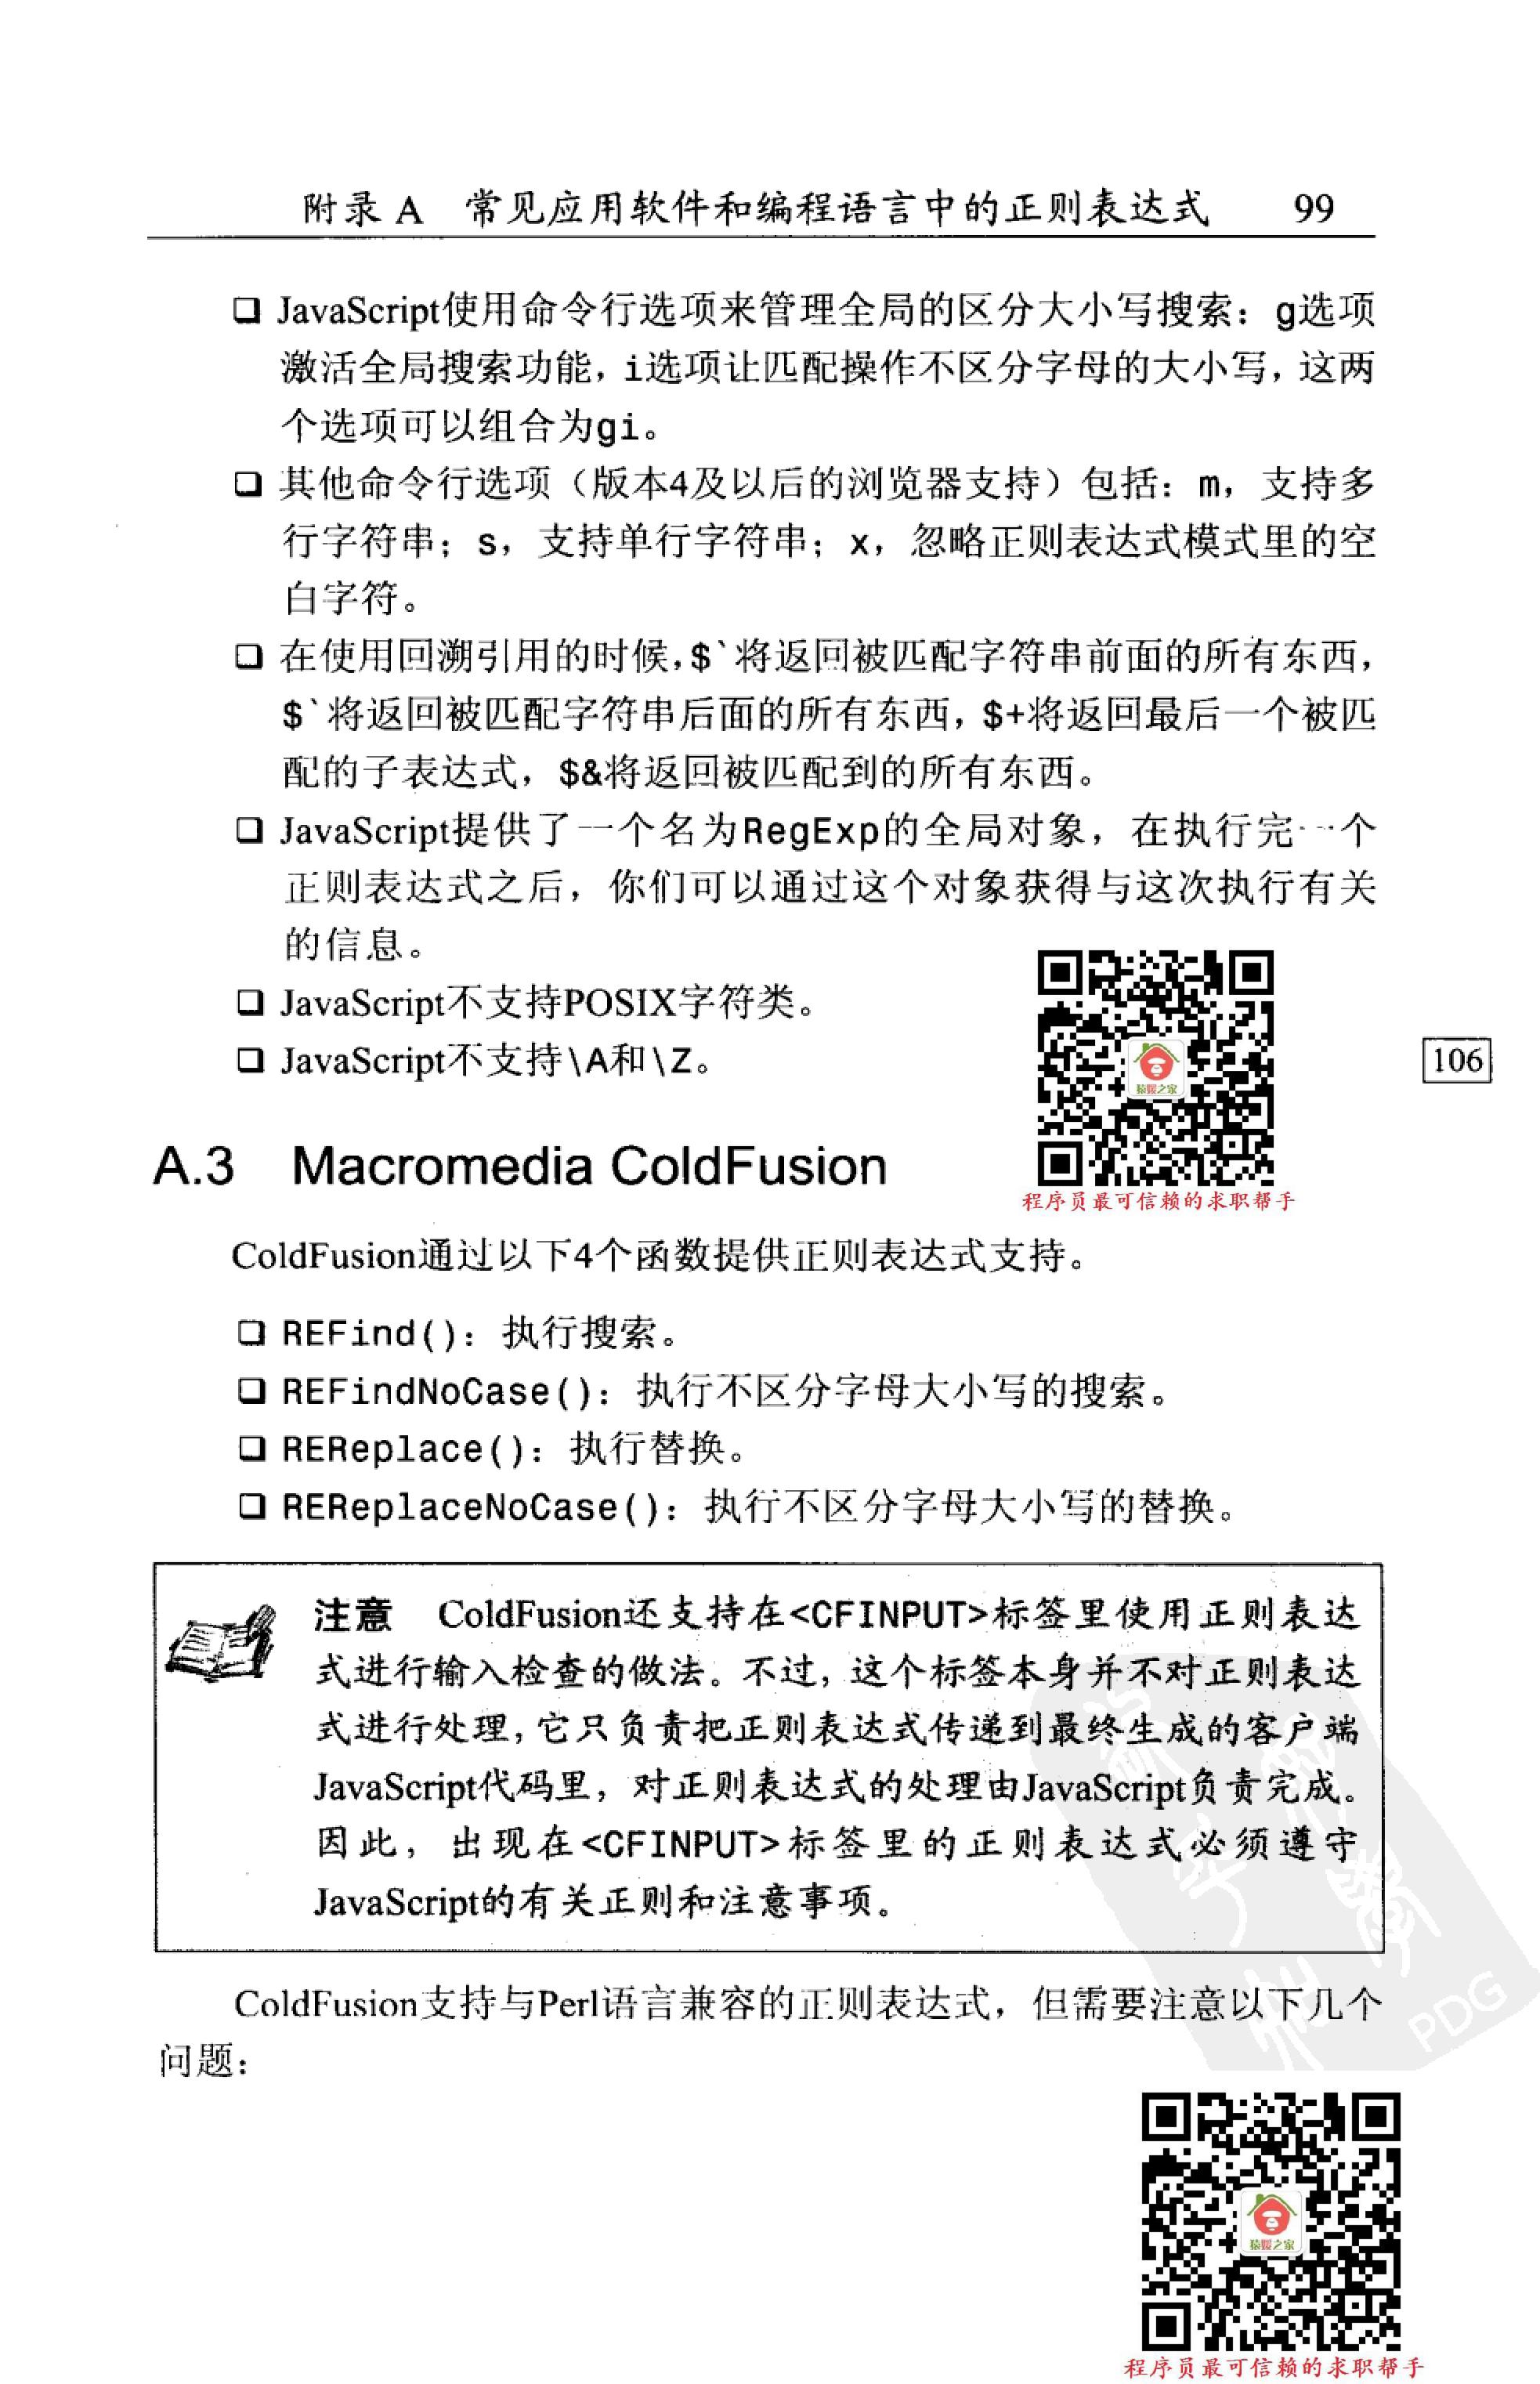 附录 A 常见应用软件和编程语言中的正则表达式 99
❑ JavaScript使用命令行选项来管理全局的区分大小写搜索：g选项
激活全局搜索功能，i选项让匹配操作不区分字母的大小写，这两
个选项可以组合为gi。
❑ 其他命令行选项（版本4及以后的浏览器支持）包括：m，支持多
行字符串；s，支持单行字符串；x，忽略正则表达式模式里的空
白字符。
❑ 在使用回溯引用的时候，$`将返回被匹配字符串前面的所有东西，
$`将返回被匹配字符串后面的所有东西，$+将返回最后一个被匹
配的子表达式，$&将返回被匹配到的所有东西。
❑ JavaScript提供了一个名为RegExp的全局对象，在执行完一个
正则表达式之后，你们可以通过这个对象获得与这次执行有关
的信息。
❑ JavaScript不支持POSIX字符类。
❑ JavaScript不支持\A和\Z。
106
猿媛之家
程序员最可信赖的求职帮手
A.3 Macromedia ColdFusion
ColdFusion通过以下4个函数提供正则表达式支持。
❑ REFind()：执行搜索。
❑ REFindNoCase()：执行不区分字母大小写的搜索。
❑ REReplace()：执行替换。
❑ REReplaceNoCase()：执行不区分字母大小写的替换。
注意 ColdFusion还支持在<CFINPUT>标签里使用正则表达
式进行输入检查的做法。不过，这个标签本身并不对正则表达
式进行处理，它只负责把正则表达式传递到最终生成的客户端
JavaScript代码里，对正则表达式的处理由JavaScript负责完成。
因此，出现在<CFINPUT>标签里的正则表达式必须遵守
JavaScript的有关正则和注意事项。
ColdFusion支持与Perl语言兼容的正则表达式，但需要注意以下几个
问题：
PDG
猿媛之家
程序员最可信赖的求职帮手